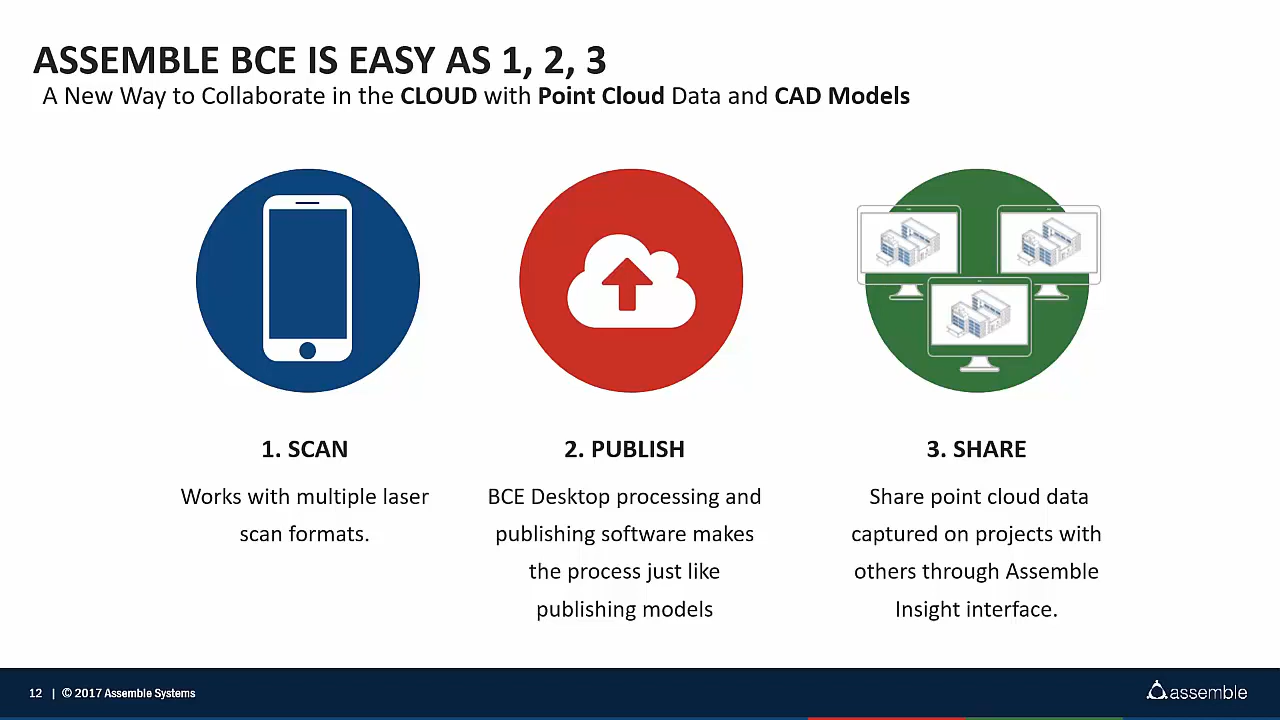 ASSEMBLE BCE IS EASY AS 1, 2, 3
A New Way to Collaborate in the CLOUD with Point Cloud Data and CAD Models
1. SCAN
Works with multiple laser
scan formats.
2. PUBLISH
BCE Desktop processing and
publishing software makes
the process just like
publishing models
3. SHARE
Share point cloud data
captured on projects with
others through Assemble
Insight interface.
12 | © 2017 Assemble Systems
assemble